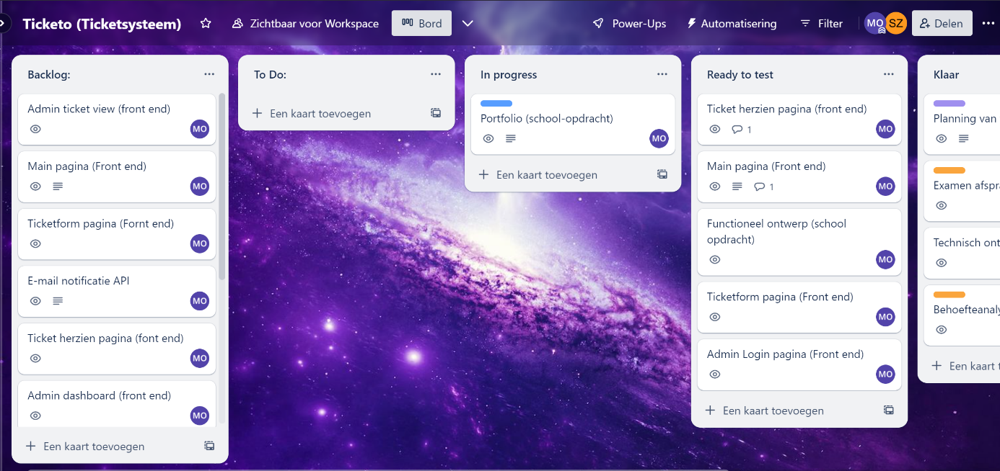 Ticketo (Ticketsysteem)
Zichtbaar voor Workspace
Bord
Power-Ups
Automatisering
Filter
MO
SZ
Delen
Backlog:
Admin ticket view (front end)
MO
Main pagina (Front end)
MO
Ticketform pagina (Fornt end)
MO
E-mail notificatie API
MO
Ticket herzien pagina (font end)
MO
Admin dashboard (front end)
MO
Een kaart toevoegen
To Do:
Een kaart toevoegen
In progress
Portfolio (school-opdracht)
MO
Een kaart toevoegen
Ready to test
Ticket herzien pagina (front end)
1
MO
Main pagina (Front end)
1
MO
Functioneel ontwerp (school
opdracht)
MO
Ticketform pagina (Front end)
MO
Admin Login pagina (Front end)
MO
Een kaart toevoegen
Klaar
Planning van
Examen afspra
Technisch ont
Behoefteanaly
Een kaart t